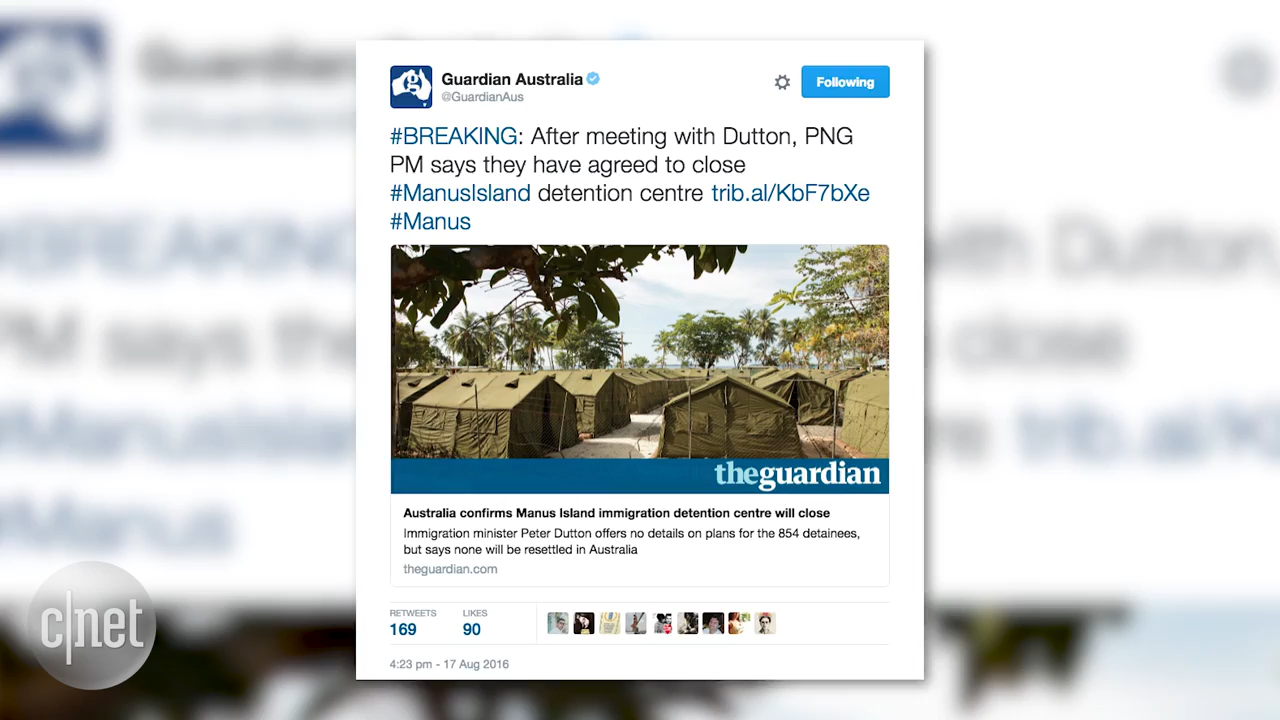 Guardian Australia
@GuardianAus
Following
#BREAKING: After meeting with Dutton, PNG
PM says they have agreed to close
#ManusIsland detention centre trib.al/KbF7bXe
#Manus
theguardian
Australia confirms Manus Island immigration detention centre will close
Immigration minister Peter Dutton offers no details on plans for the 854 detainees,
but says none will be resettled in Australia
theguardian.com
RETWEETS
LIKES
169
90
4:23 pm - 17 Aug 2016
c|net